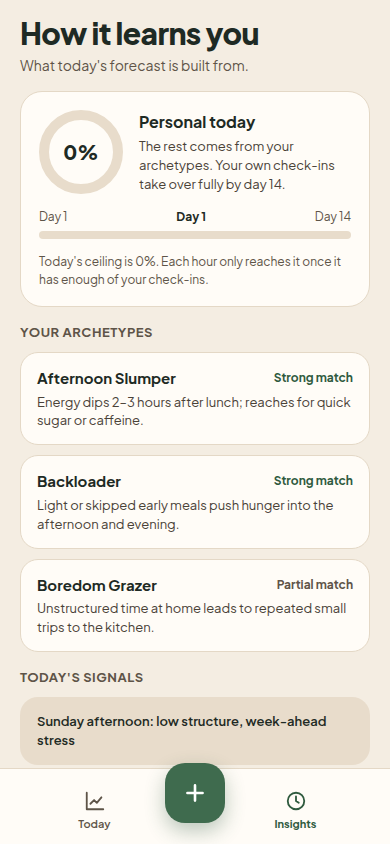 How it learns you
What today's forecast is built from.
0%
Personal today
The rest comes from your
archetypes. Your own check-ins
take over fully by day 14.
Day 1
Day 1
Day 14
Today's ceiling is 0%. Each hour only reaches it once it
has enough of your check-ins.
YOUR ARCHETYPES
Afternoon Slumper
Strong match
Energy dips 2–3 hours after lunch; reaches for quick
sugar or caffeine.
Backloader
Strong match
Light or skipped early meals push hunger into the
afternoon and evening.
Boredom Grazer
Partial match
Unstructured time at home leads to repeated small
trips to the kitchen.
TODAY'S SIGNALS
Sunday afternoon: low structure, week-ahead
stress
Today
Insights